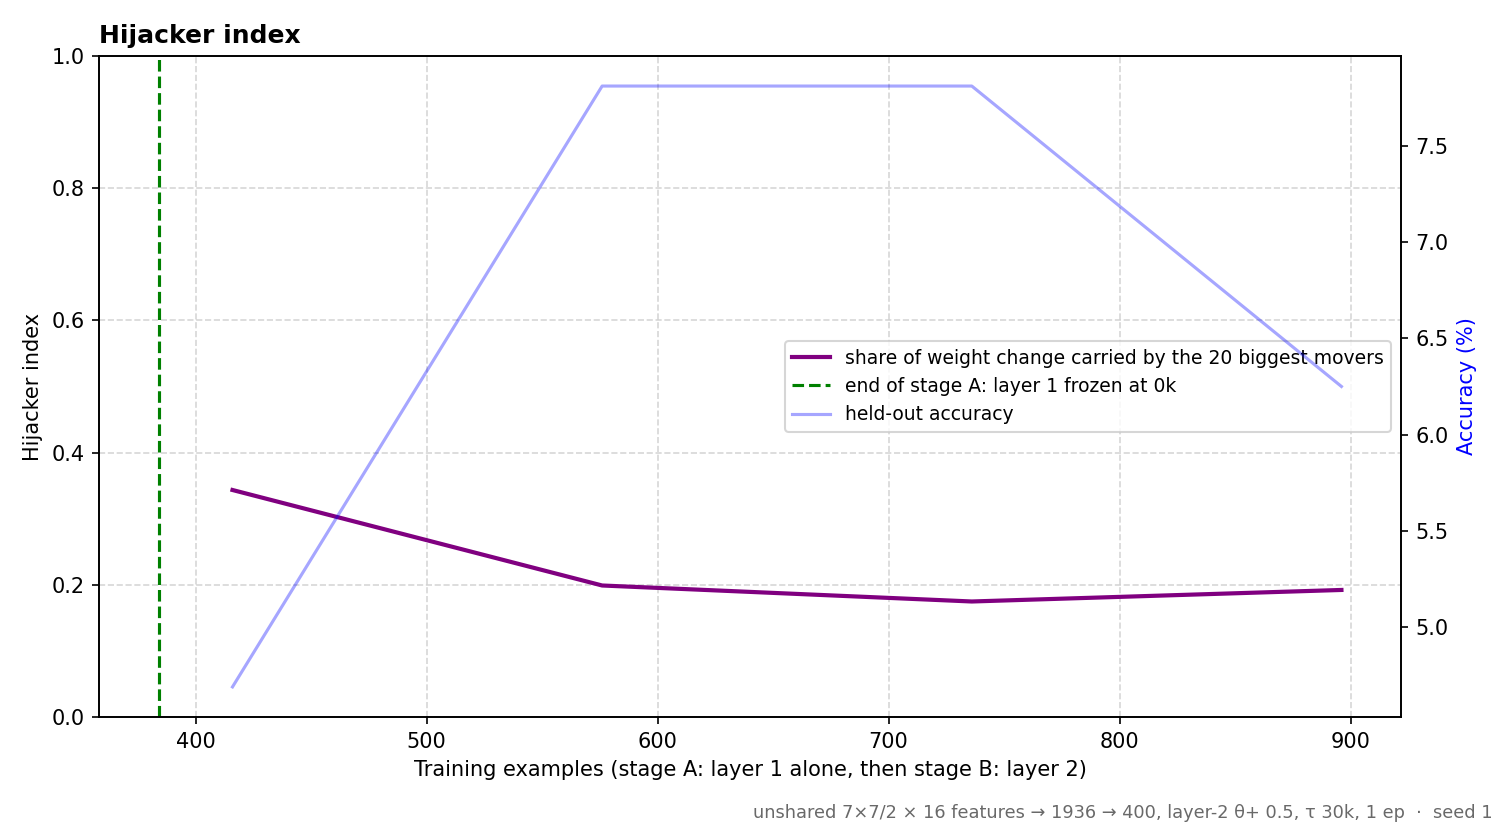 Hijacker index
1.0
0.8
0.6
0.4
0.2
0.0
Hijacker index
7.5
7.0
6.5
6.0
5.5
5.0
Accuracy (%)
share of weight change carried by the 20 biggest movers
end of stage A: layer 1 frozen at 0k
held-out accuracy
400 500 600 700 800 900
Training examples (stage A: layer 1 alone, then stage B: layer 2)
unshared 7×7/2 × 16 features → 1936 → 400, layer-2 θ+ 0.5, τ 30k, 1 ep · seed 1